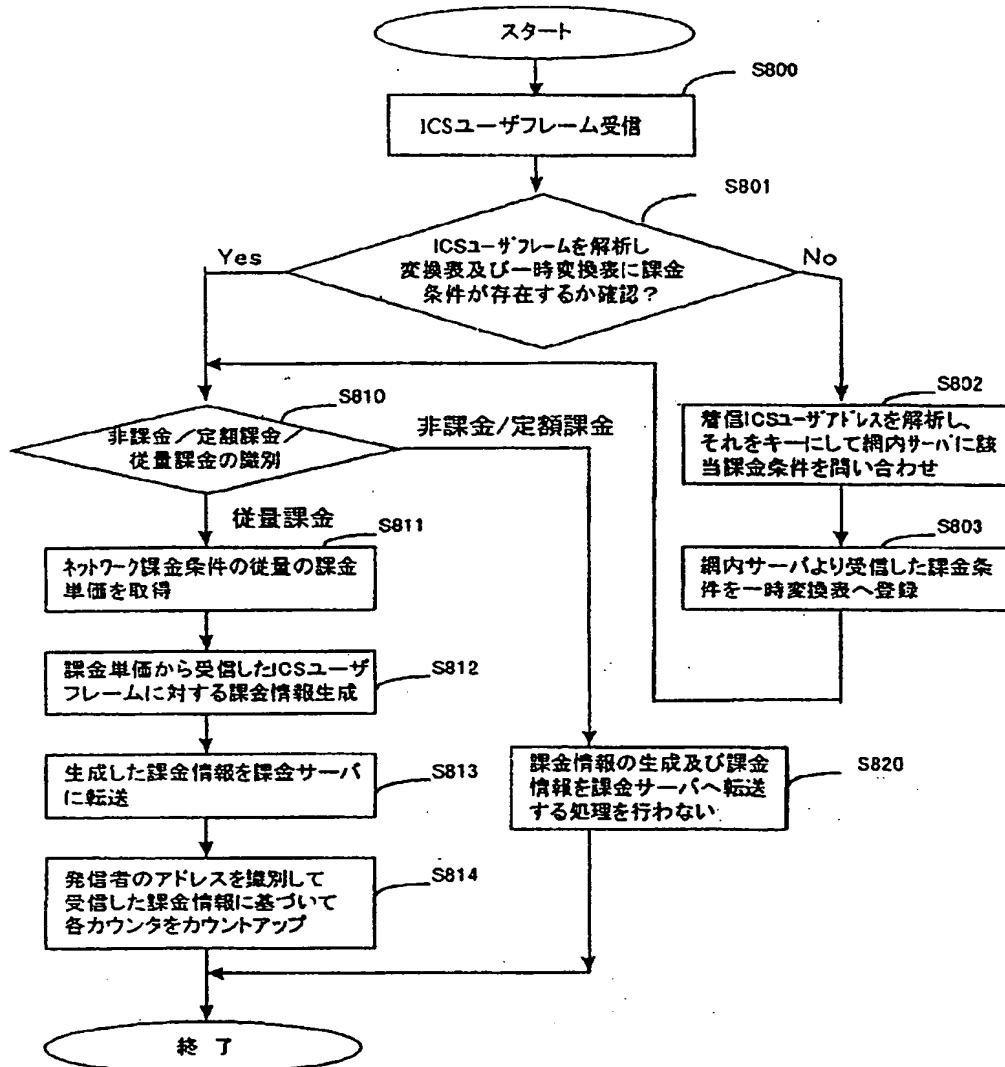 スタート
S800
ICSユーザフレーム受信
S801
ICSユーザフレームを解析し
変換表及び一時変換表に課金
条件が存在するか確認?
Yes
No
S810
非課金/定額課金/
従量課金の識別
非課金/定額課金
従量課金
S802
着信ICSユーザアドレスを解析し、
それをキーにして網内サーバに該
当課金条件を問い合わせ
S803
網内サーバより受信した課金条
件を一時変換表へ登録
S811
ネットワーク課金条件の従量の課金
単価を取得
S812
課金単価から受信したICSユーザ
フレームに対する課金情報生成
S813
生成した課金情報を課金サーバ
に転送
S814
発信者のアドレスを識別して
受信した課金情報に基づいて
各カウンタをカウントアップ
S820
課金情報の生成及び課金
情報を課金サーバへ転送
する処理を行わない
終了